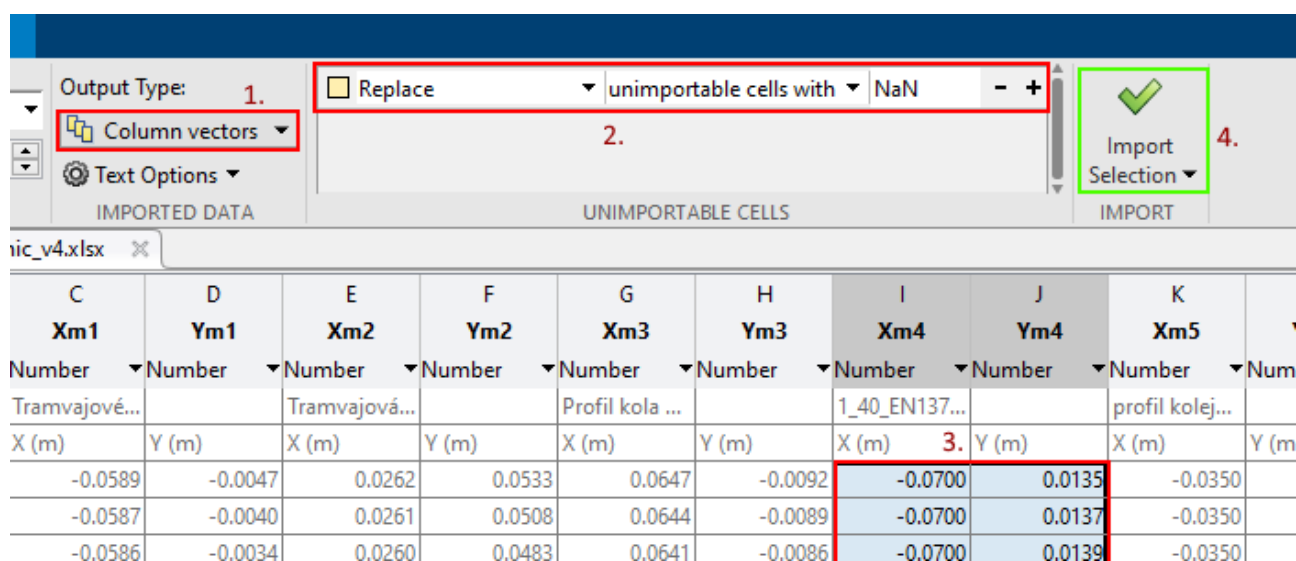 Output Type: 1.
Column vectors
Text Options
IMPORTED DATA
Replace unimportable cells with NaN - +
2.
UNIMPORTABLE CELLS
Import
Selection
4.
IMPORT
nic_v4.xlsx
C D E F G H I J K
Xm1 Ym1 Xm2 Ym2 Xm3 Ym3 Xm4 Ym4 Xm5
Number Number Number Number Number Number Number Number Number Num
Tramvajové... Tramvajová... Profil kola ... 1_40_EN137... profil kolej...
X (m) Y (m) X (m) Y (m) X (m) Y (m) X (m) 3. Y (m) X (m) Y (m
-0.0589 -0.0047 0.0262 0.0533 0.0647 -0.0092 -0.0700 0.0135 -0.0350
-0.0587 -0.0040 0.0261 0.0508 0.0644 -0.0089 -0.0700 0.0137 -0.0350
-0.0586 -0.0034 0.0260 0.0483 0.0641 -0.0086 -0.0700 0.0139 -0.0350